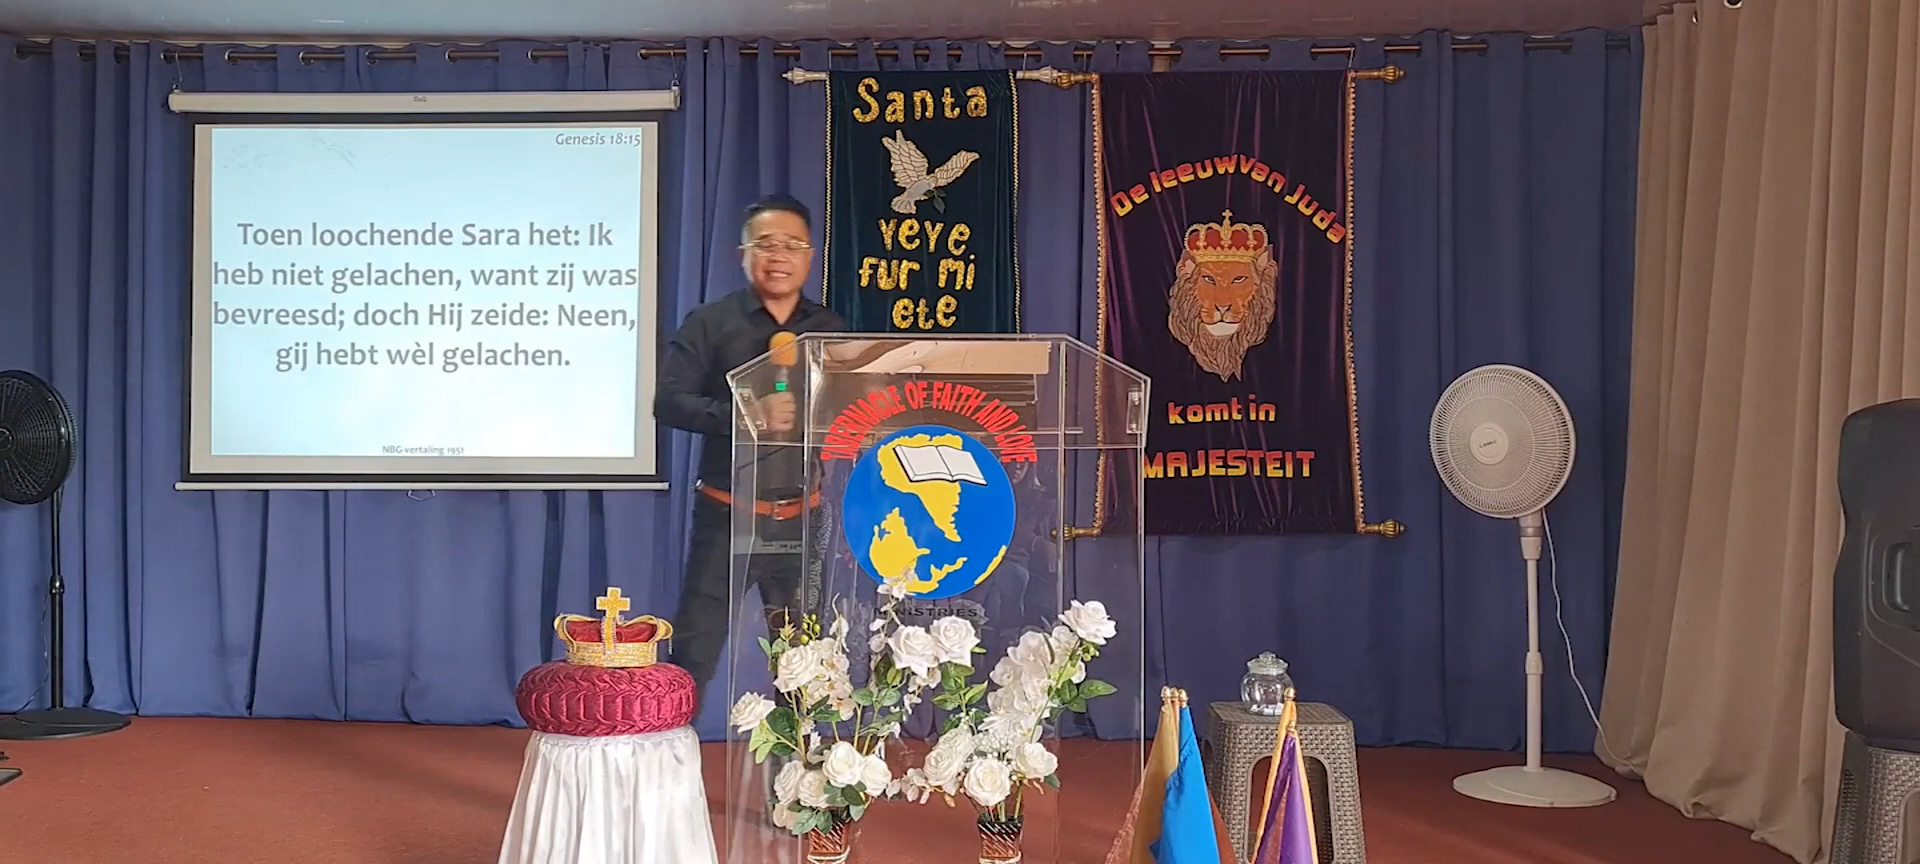 Genesis 18:15
Toen loochende Sara het: Ik
heb niet gelachen, want zij was
bevreesd; doch Hij zeide: Neen,
gij hebt wèl gelachen.
NBG-vertaling 1951
Santa
yeye
fur mi
ete
De leeuw van Juda
komt in
MAJESTEIT
TABERNACLE OF FAITH AND LOVE
MINISTRIES